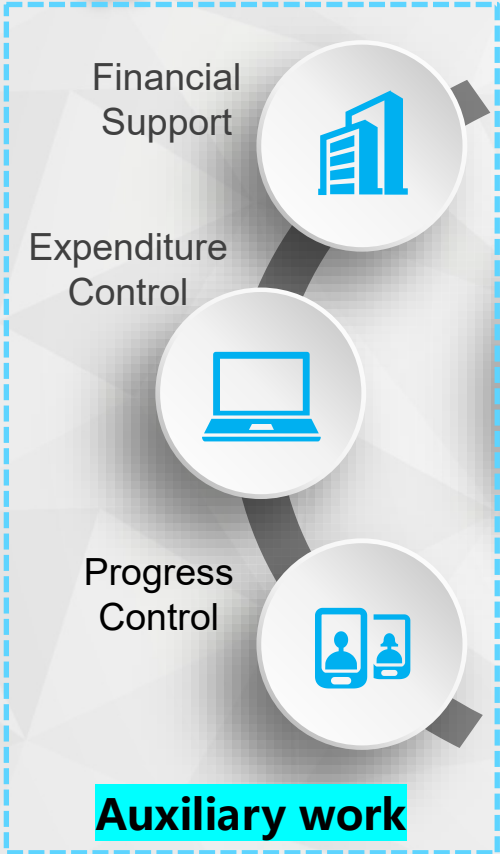 Financial
Support
Expenditure
Control
Progress
Control
Auxiliary work